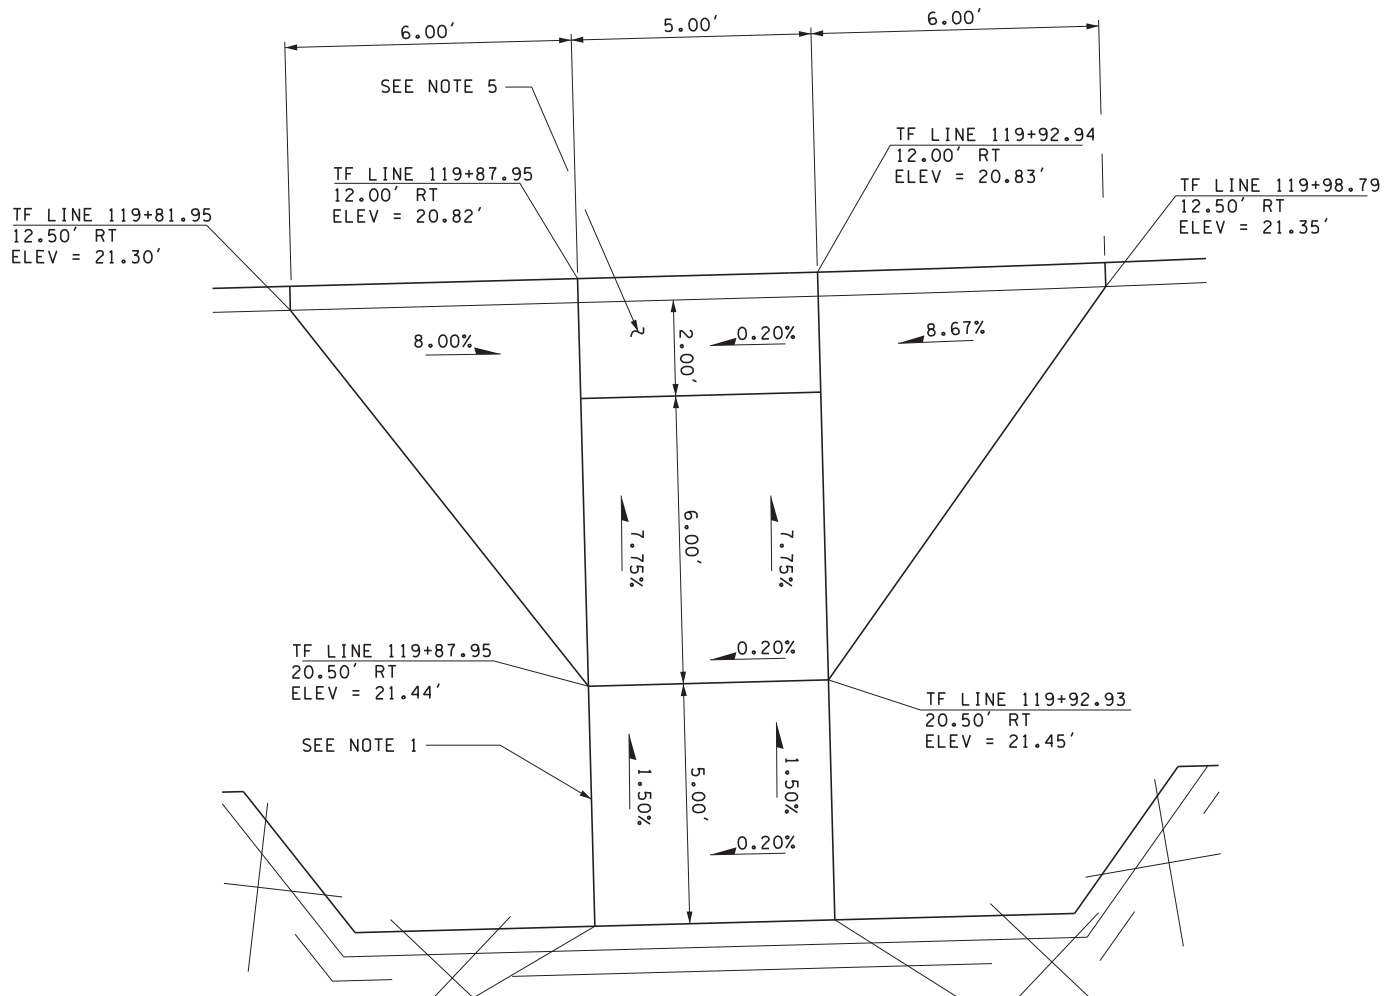 6.00′
5.00′
6.00′
SEE NOTE 5
TF LINE 119+92.94
12.00′ RT
ELEV = 20.83′
TF LINE 119+87.95
12.00′ RT
ELEV = 20.82′
TF LINE 119+98.79
12.50′ RT
ELEV = 21.35′
TF LINE 119+81.95
12.50′ RT
ELEV = 21.30′
8.00%
2.00′
0.20%
8.67%
7.75%
6.00′
7.75%
0.20%
TF LINE 119+87.95
20.50′ RT
ELEV = 21.44′
TF LINE 119+92.93
20.50′ RT
ELEV = 21.45′
SEE NOTE 1
1.50%
5.00′
1.50%
0.20%